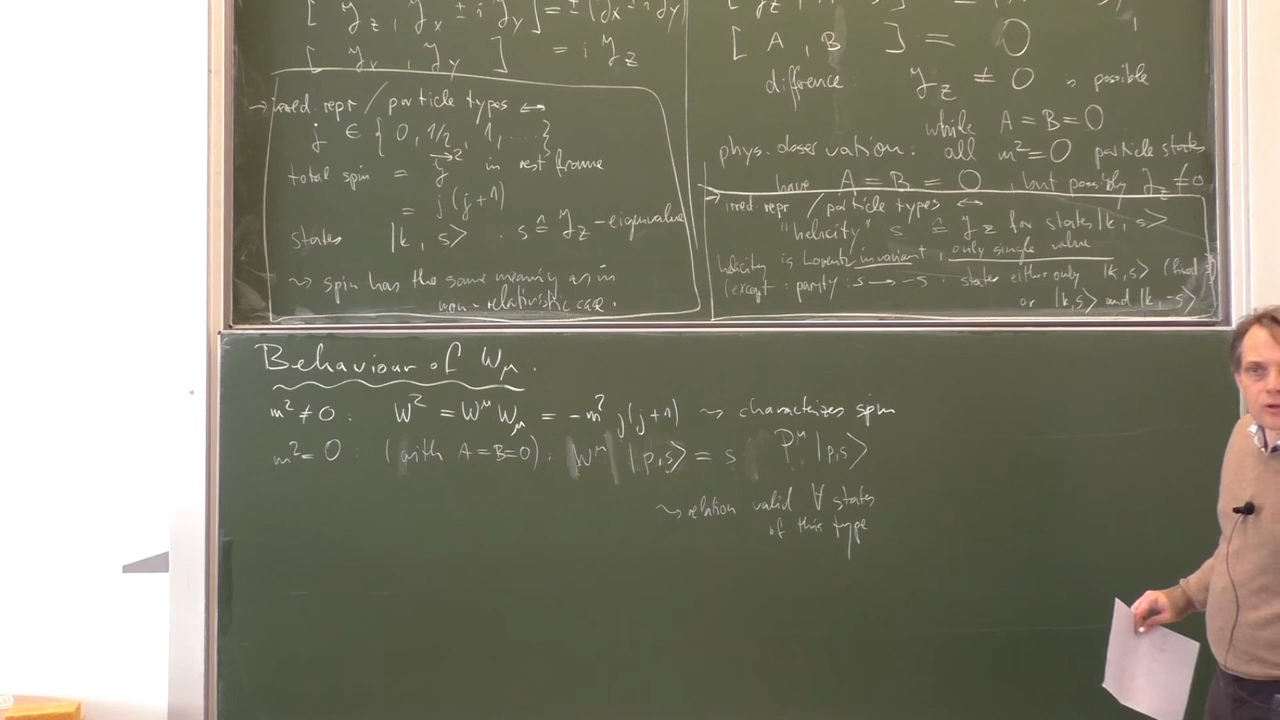 [ J_z , J_x ± i J_y ] = ± (J_x ± i J_y)
[ J_x , J_y ] = i J_z
→ irred. repr / particle types ↔
j ∈ { 0, 1/2, 1, .... }
total spin = J⃗² in rest frame
= j(j+1)
states |k, s> . s ≙ J_z - eigenvalue
⤳ spin has the same meaning as in
non-relativistic case.
[ A , B ] = 0
difference J_z ≠ 0 , possible
while A = B = 0
phys. observation: all m² = 0 particle states
have A = B = 0 , but possibly J_z ≠ 0
→ irred. repr / particle types ↔
"helicity" s ≙ J_z for states |k, s>
helicity is Lorentz invariant , only single value
(except : parity : s → -s . states either only |k,s>
or |k,s> and |k,-s>
Behaviour of W_μ .
m² ≠ 0 : W² = W^μ W_μ = -m² j(j+1) ⤳ characterizes spin
m² = 0 : (with A = B = 0) : W^μ |p,s> = s P^μ |p,s>
⤳ relation valid ∀ states
of this type